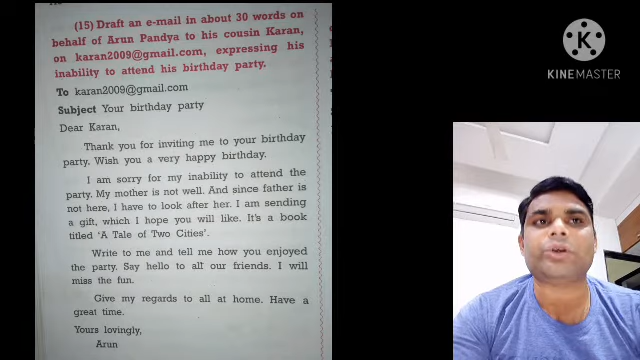 (15) Draft an e-mail in about 30 words on
behalf of Arun Pandya to his cousin Karan,
on karan2009@gmail.com, expressing his
inability to attend his birthday party.
To karan2009@gmail.com
Subject Your birthday party
Dear Karan,
Thank you for inviting me to your birthday
party. Wish you a very happy birthday.
I am sorry for my inability to attend the
party. My mother is not well. And since father is
not here, I have to look after her. I am sending
a gift, which I hope you will like. It's a book
titled 'A Tale of Two Cities'.
Write to me and tell me how you enjoyed
the party. Say hello to all our friends. I will
miss the fun.
Give my regards to all at home. Have a
great time.
Yours lovingly,
Arun
K
KINEMASTER